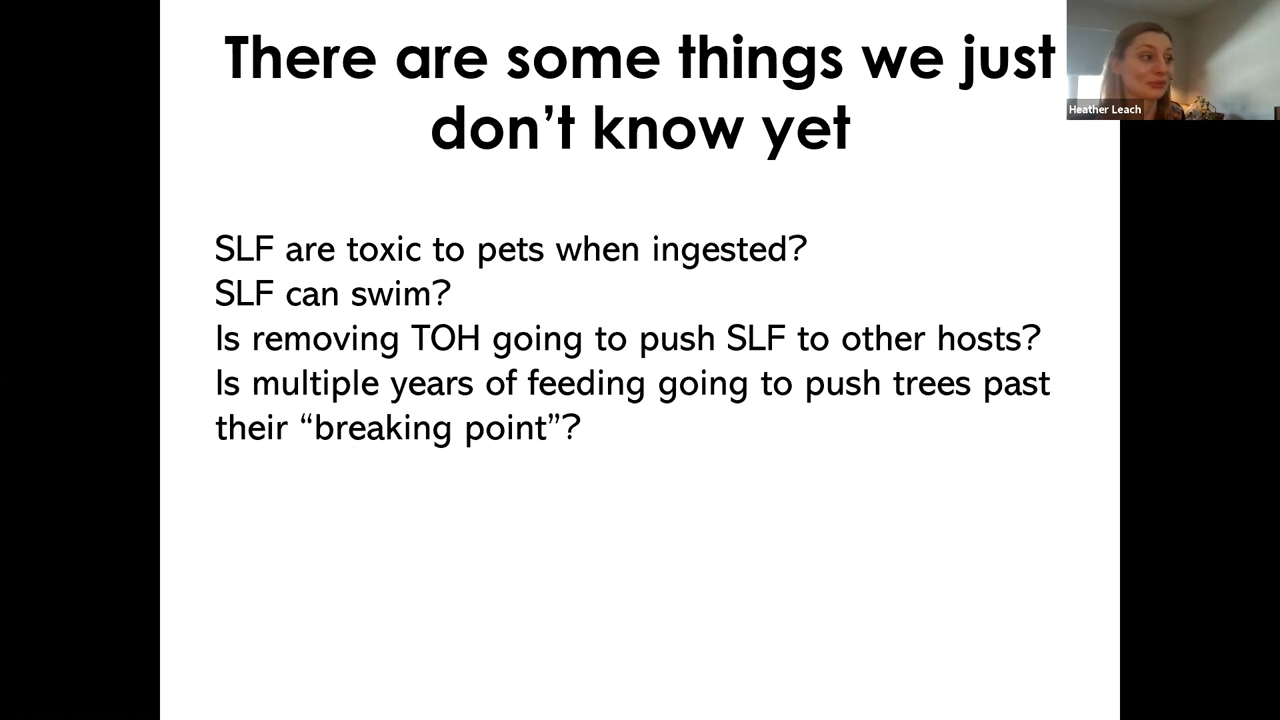 There are some things we just
don't know yet
Heather Leach
SLF are toxic to pets when ingested?
SLF can swim?
Is removing TOH going to push SLF to other hosts?
Is multiple years of feeding going to push trees past
their “breaking point”?